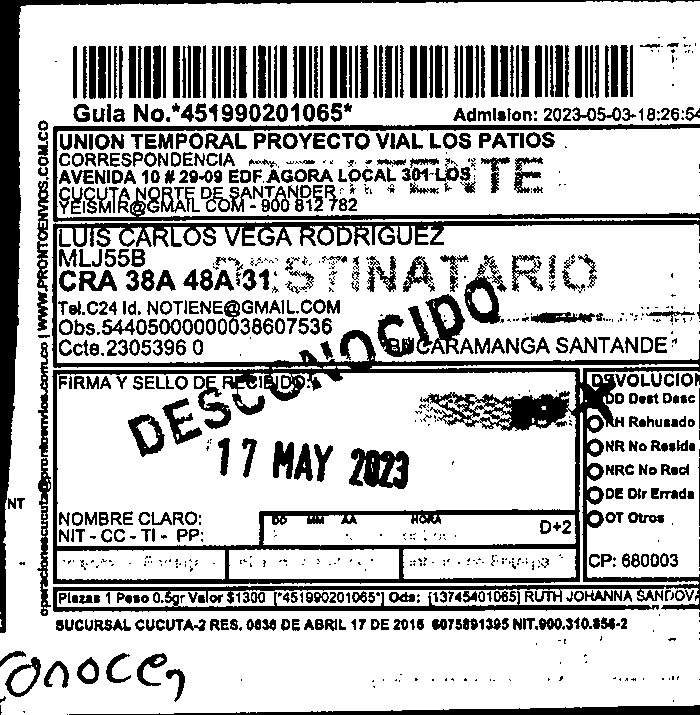 Guia No.*451990201065*
Admision: 2023-05-03-18:26:54
UNION TEMPORAL PROYECTO VIAL LOS PATIOS
CORRESPONDENCIA
AVENIDA 10 # 29-09 EDF AGORA LOCAL 301 LOS
CUCUTA NORTE DE SANTANDER
YEISMIR@GMAIL COM - 900 812 782
LUIS CARLOS VEGA RODRIGUEZ
MLJ55B
CRA 38A 48A 31
DESTINATARIO
Tel.C24 Id. NOTIENE@GMAIL.COM
Obs.54405000000038607536
Ccte.2305396 0
BUCARAMANGA SANTANDE
DESCONOCIDO
17 MAY 2023
FIRMA Y SELLO DE RECIBIDO:
DEVOLUCION
DD Dest Desc
RH Rehusado
NR No Reside
NRC No Recl
DE Dir Errada
OT Otros
NOMBRE CLARO:
NIT - CC - TI - PP:
DD MM AA HORA
D+2
CP: 680003
Piezas 1 Peso 0.5gr Valor $1300 [*451990201065*] Ods: [13745401065] RUTH JOHANNA SANDOVA
SUCURSAL CUCUTA-2 RES. 0636 DE ABRIL 17 DE 2016 6075891395 NIT.900.310.856-2
operacionescucuta@prontoenvios.com.co | WWW.PRONTOENVIOS.COM.CO
NT